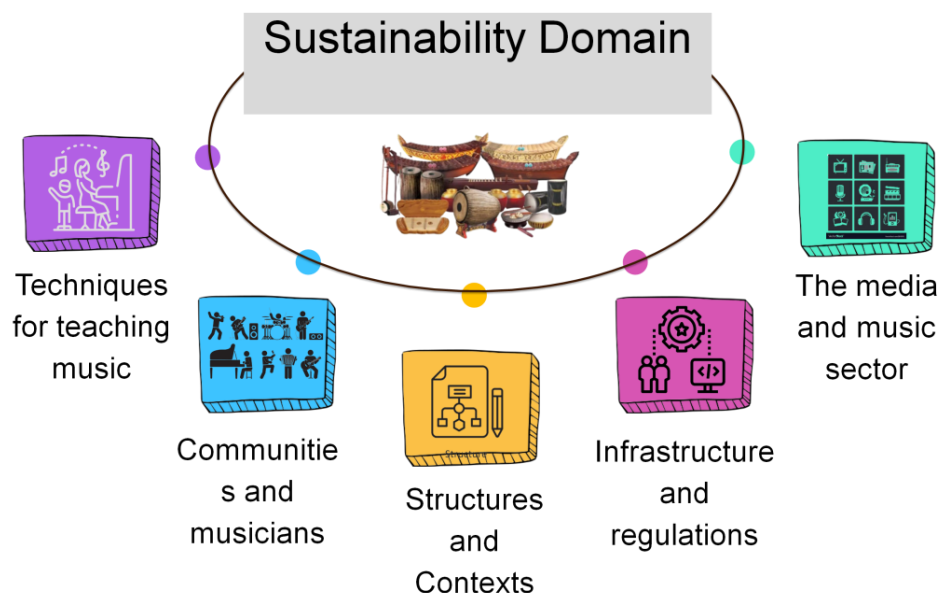 Sustainability Domain
Techniques
for teaching
music
Communitie
s and
musicians
Structure
Structures
and
Contexts
Infrastructure
and
regulations
The media
and music
sector